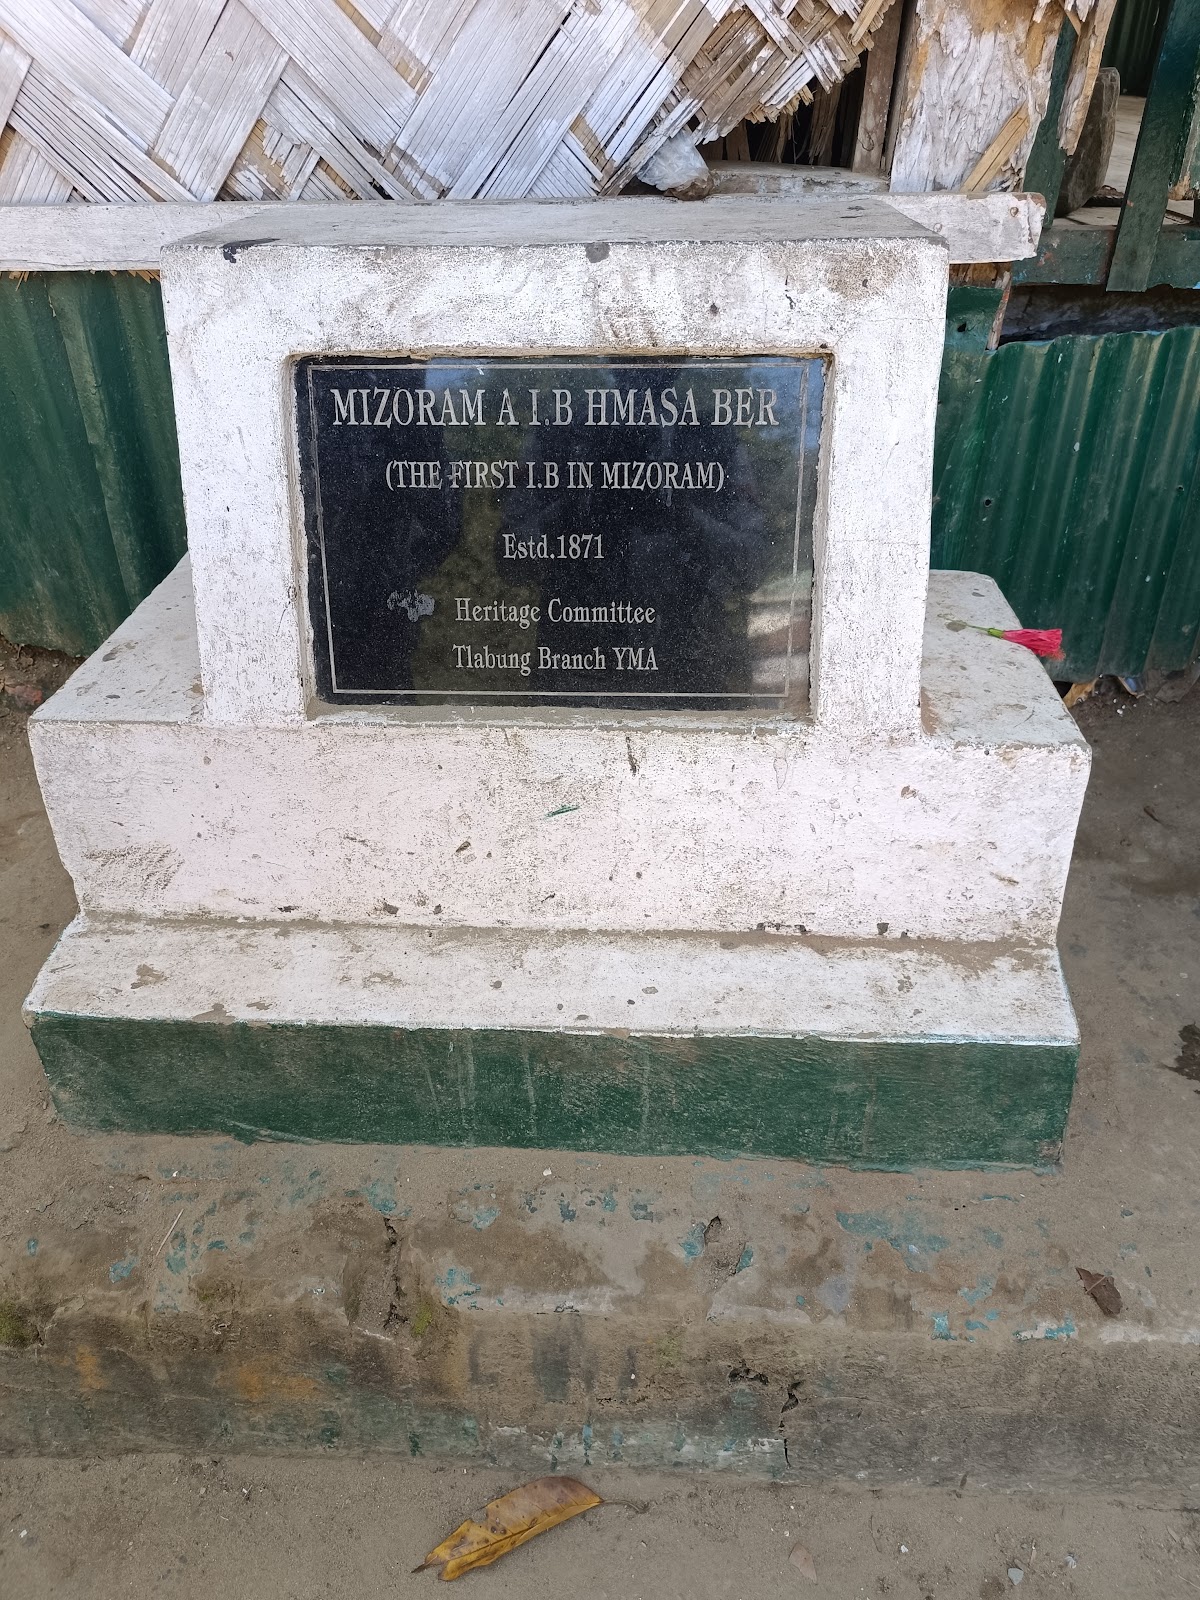 MIZORAM A I.B HMASA BER
(THE FIRST I.B IN MIZORAM)
Estd.1871
Heritage Committee
Tlabung Branch YMA